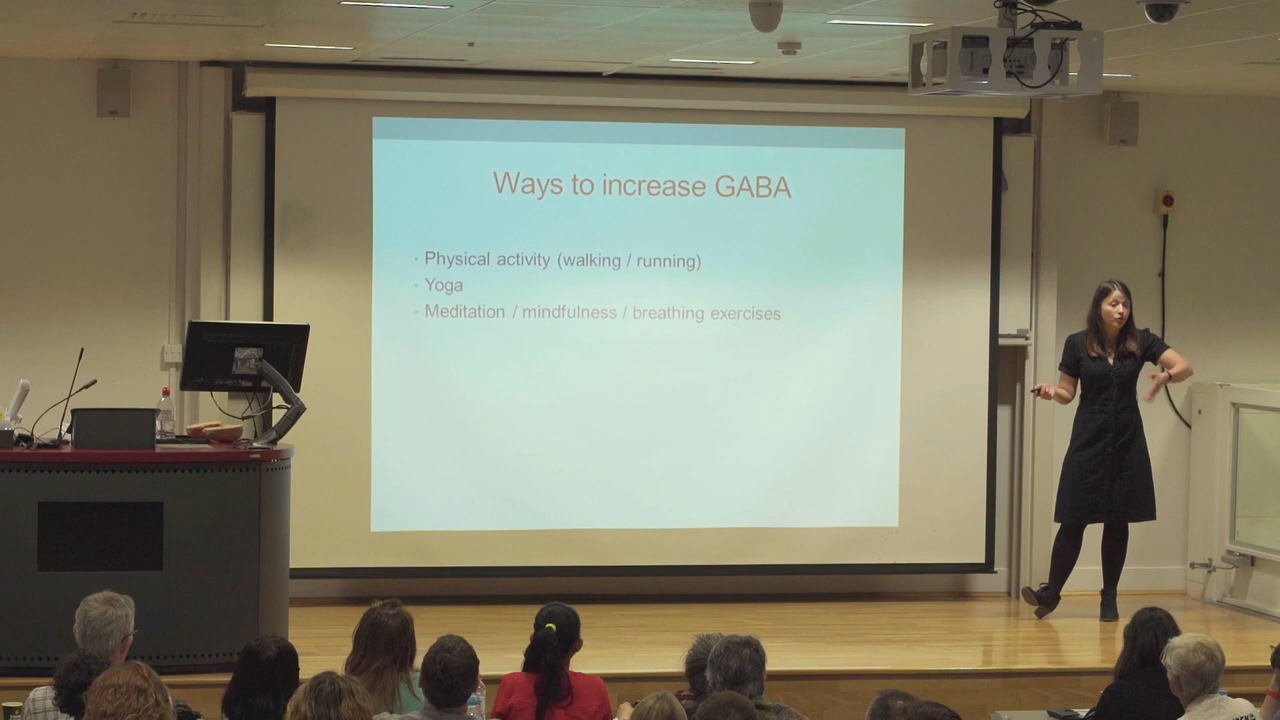 Ways to increase GABA
Physical activity (walking / running)
Yoga
Meditation / mindfulness / breathing exercises